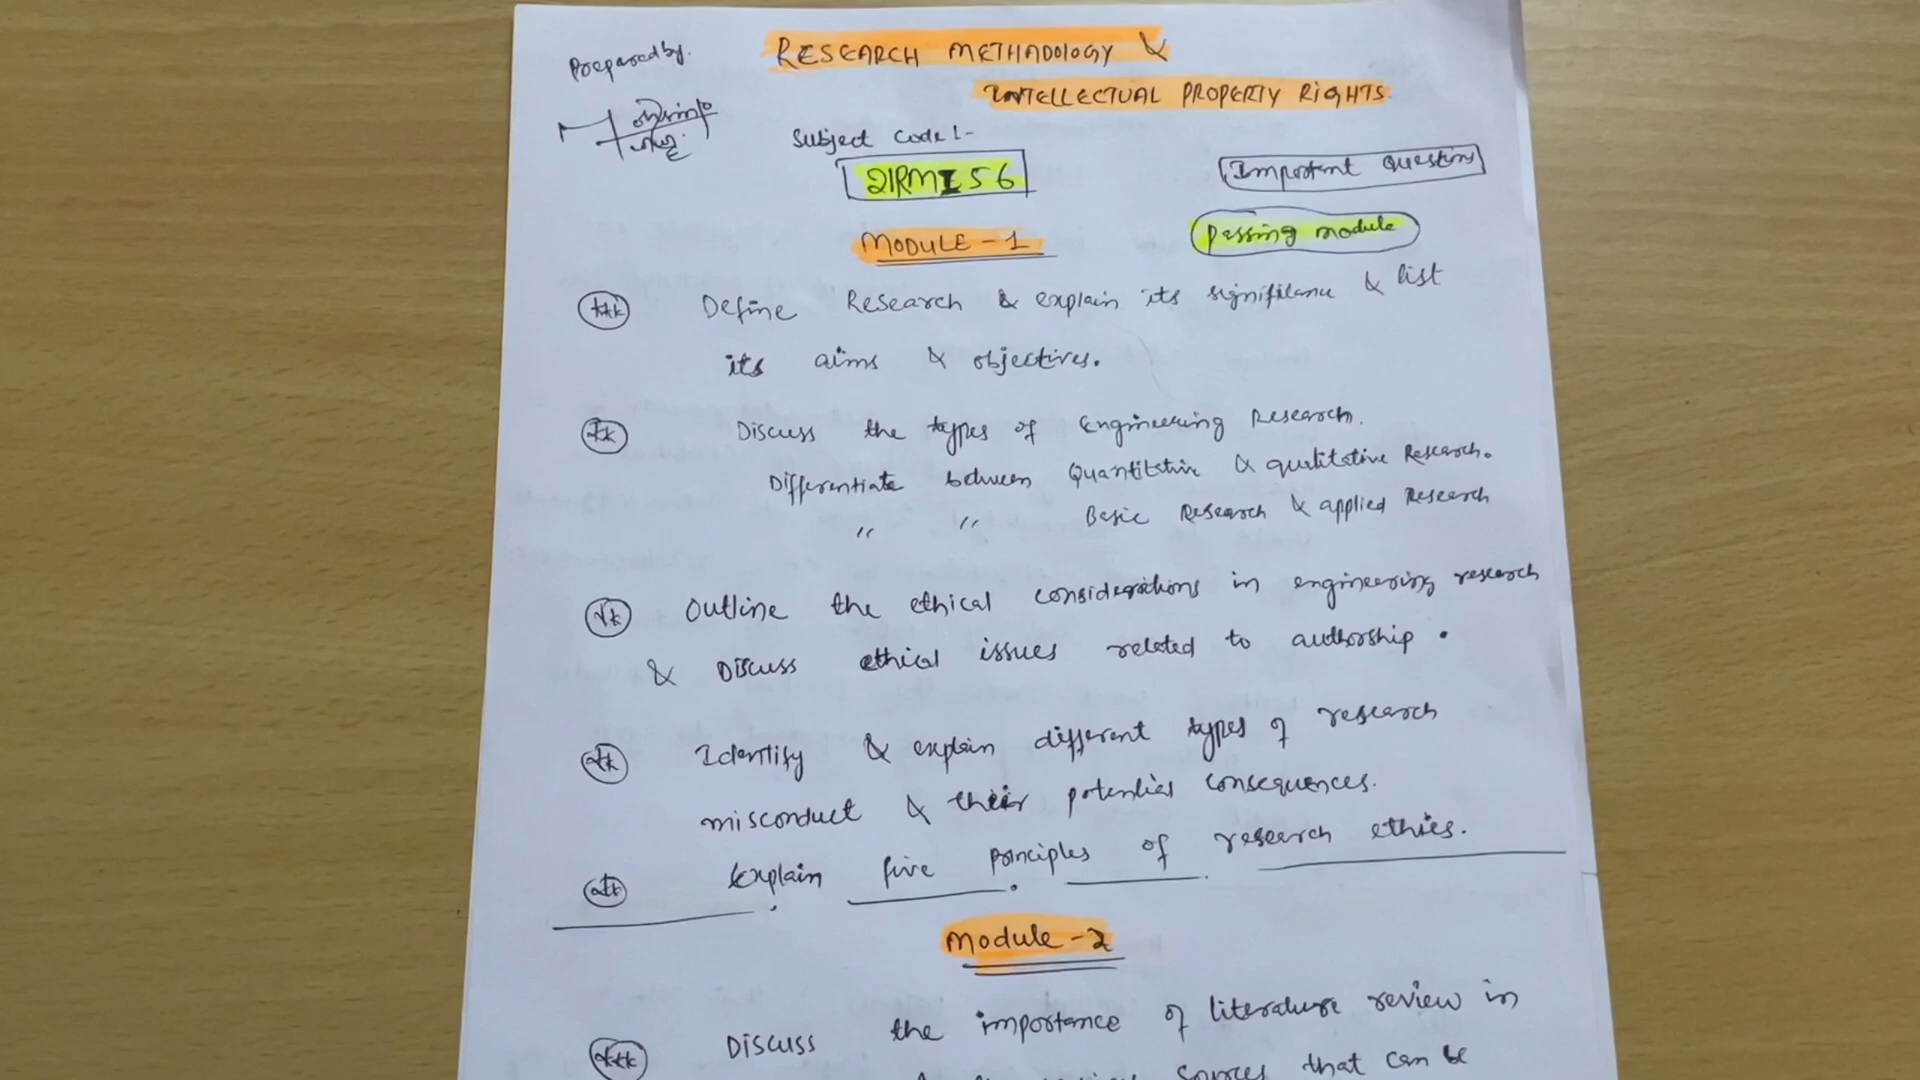 Prepared by.
RESEARCH METHADOLOGY &
INTELLECTUAL PROPERTY RIGHTS.
Subject Code :-
21RMI56
Important Questions
MODULE - 1
Passing module
Define Research & explain its significance & list
its aims & objectives.
Discuss the types of Engineering Research.
Differentiate between Quantitative & qualitative Research.
" " Basic Research & applied Research
Outline the ethical considerations in engineering research
& Discuss ethical issues related to authorship.
Identify & explain different types of research
misconduct & their potential consequences.
Explain five principles of research ethics.
Module - 2
Discuss the importance of literature review in
sources that can be